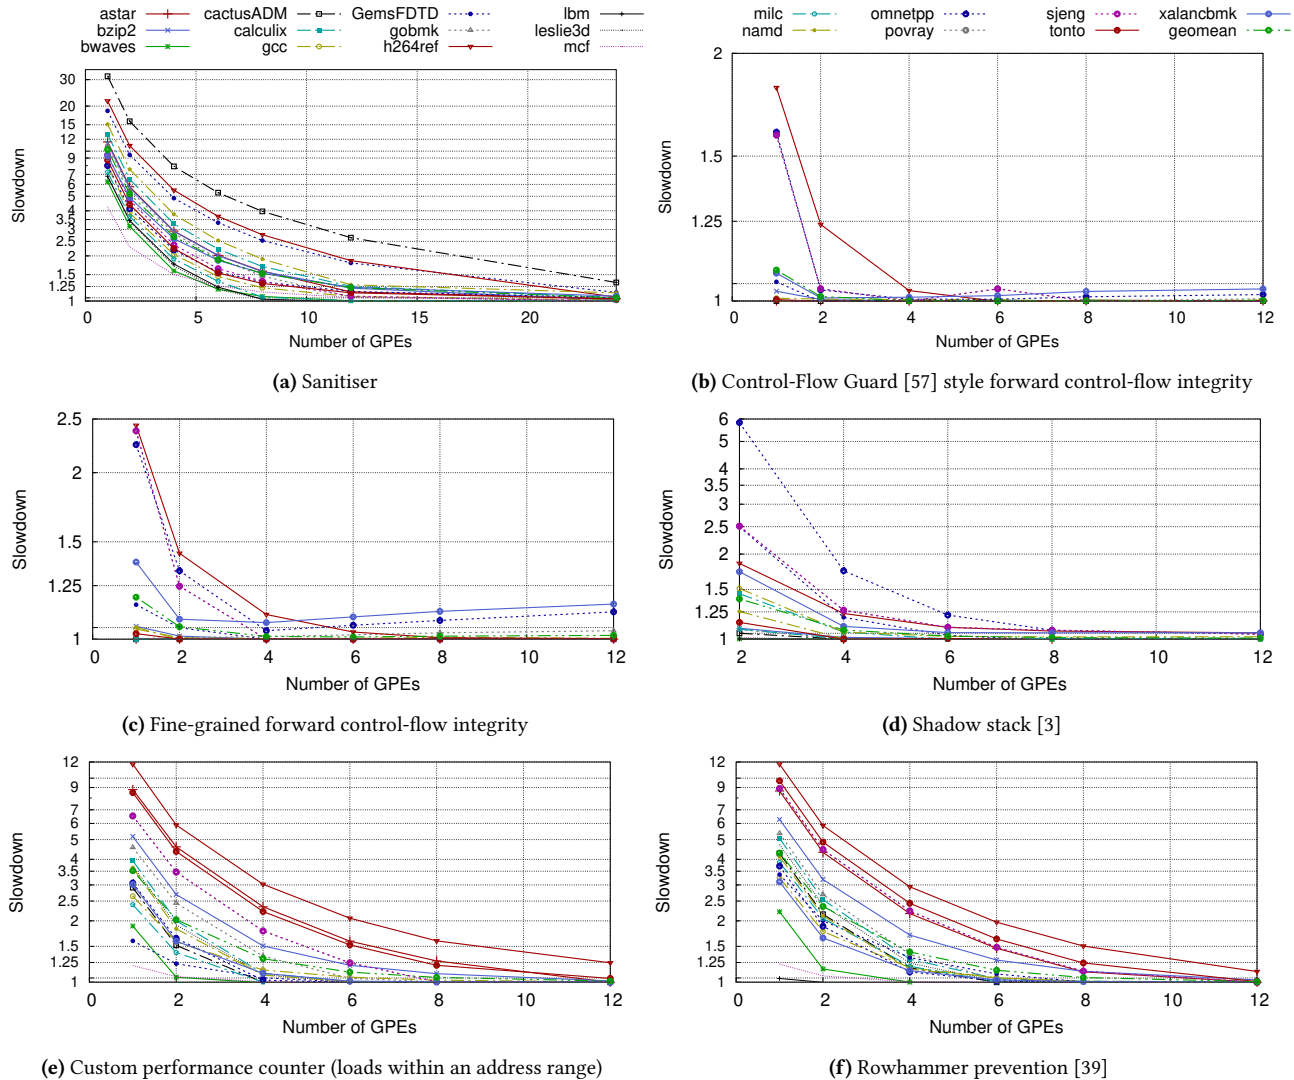 astar cactusADM GemsFDTD lbm
bzip2 calculix gobmk leslie3d
bwaves gcc h264ref mcf
milc omnetpp sjeng xalancbmk
namd povray tonto geomean
30
20
15
12
9
7
6
5
4
3.5
3
2.5
2
1.5
1.25
1
Slowdown
0 5 10 15 20
Number of GPEs
(a) Sanitiser
2
1.5
1.25
1
Slowdown
0 2 4 6 8 10 12
Number of GPEs
(b) Control-Flow Guard [57] style forward control-flow integrity
2.5
2
1.5
1.25
1
Slowdown
0 2 4 6 8 10 12
Number of GPEs
(c) Fine-grained forward control-flow integrity
6
5
4
3.5
3
2.5
2
1.5
1.25
1
Slowdown
2 4 6 8 10 12
Number of GPEs
(d) Shadow stack [3]
12
9
7
6
5
4
3.5
3
2.5
2
1.5
1.25
1
Slowdown
0 2 4 6 8 10 12
Number of GPEs
(e) Custom performance counter (loads within an address range)
12
9
7
6
5
4
3.5
3
2.5
2
1.5
1.25
1
Slowdown
0 2 4 6 8 10 12
Number of GPEs
(f) Rowhammer prevention [39]